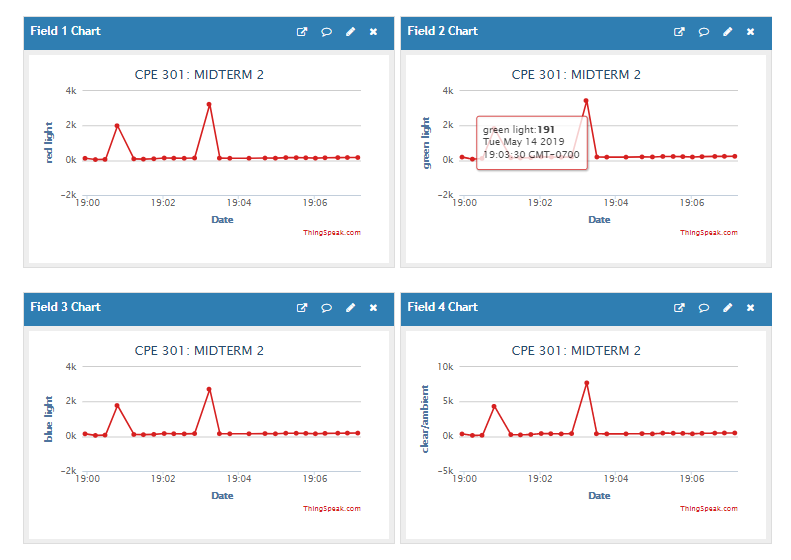 Field 1 Chart
CPE 301: MIDTERM 2
red light
4k
2k
0k
-2k
19:00 19:02 19:04 19:06
Date
ThingSpeak.com
Field 2 Chart
CPE 301: MIDTERM 2
green light
4k
2k
0k
-2k
green light:191
Tue May 14 2019
19:03:30 GMT-0700
19:00 19:02 19:04 19:06
Date
ThingSpeak.com
Field 3 Chart
CPE 301: MIDTERM 2
blue light
4k
2k
0k
-2k
19:00 19:02 19:04 19:06
Date
ThingSpeak.com
Field 4 Chart
CPE 301: MIDTERM 2
clear/ambient
10k
5k
0k
-5k
19:00 19:02 19:04 19:06
Date
ThingSpeak.com